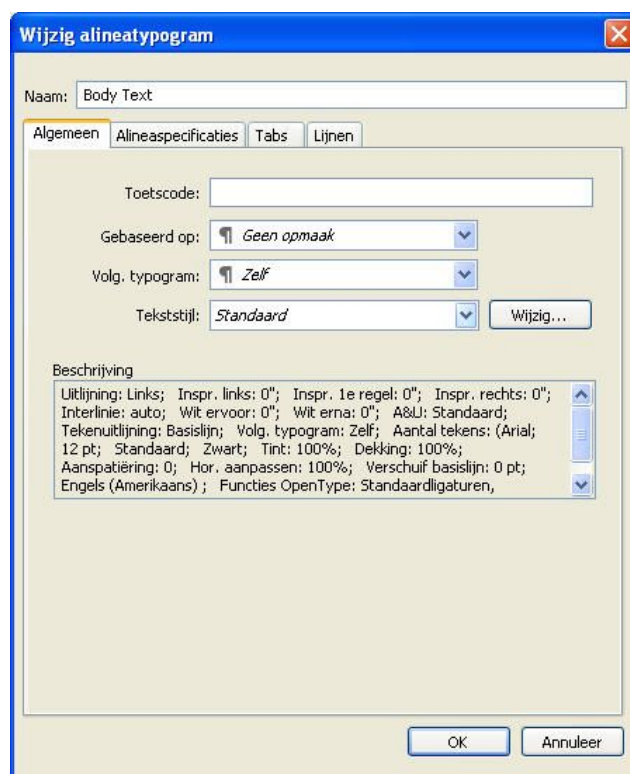 Wijzig alineatypogram
Naam: Body Text
Algemeen Alineaspecificaties Tabs Lijnen
Toetscode:
Gebaseerd op: ¶ Geen opmaak
Volg. typogram: ¶ Zelf
Tekststijl: Standaard Wijzig...
Beschrijving
Uitlijning: Links; Inspr. links: 0"; Inspr. 1e regel: 0"; Inspr. rechts: 0";
Interlinie: auto; Wit ervoor: 0"; Wit erna: 0"; A&U: Standaard;
Tekenuitlijning: Basislijn; Volg. typogram: Zelf; Aantal tekens: (Arial;
12 pt; Standaard; Zwart; Tint: 100%; Dekking: 100%;
Aanspatiëring: 0; Hor. aanpassen: 100%; Verschuif basislijn: 0 pt;
Engels (Amerikaans) ; Functies OpenType: Standaardligaturen,
OK Annuleer